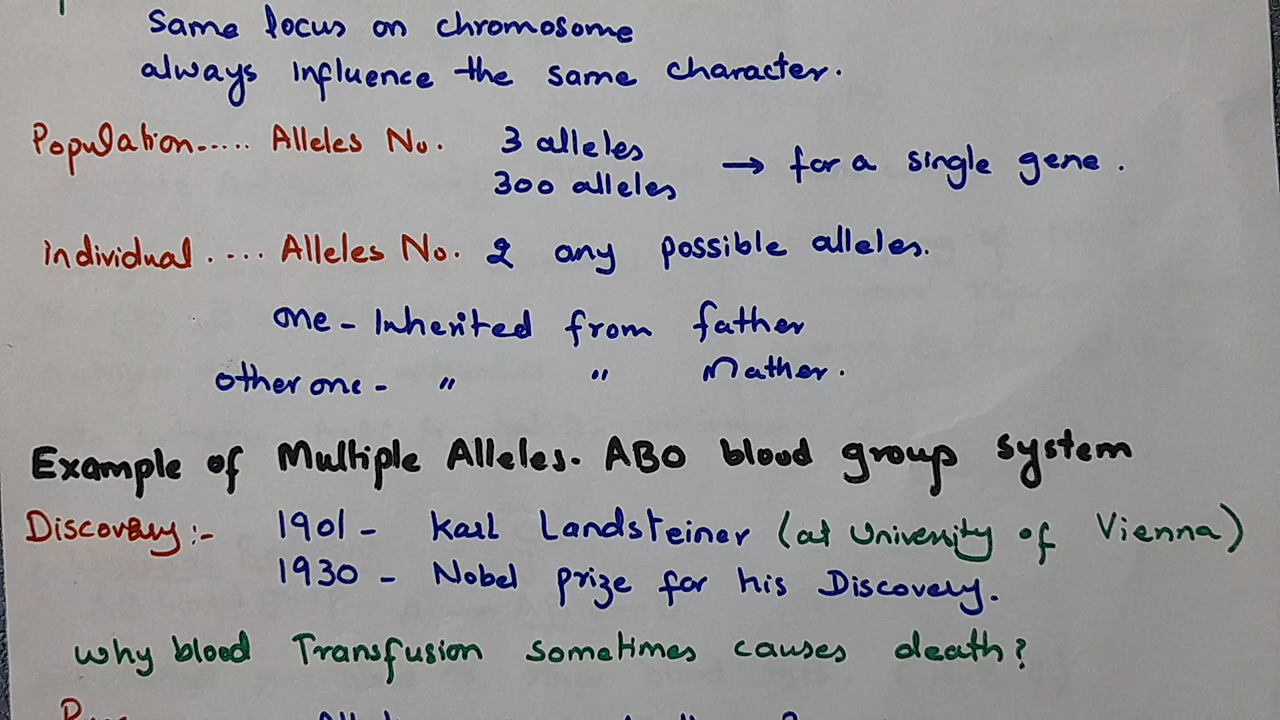 Same locus on chromosome
always influence the same character.
Population..... Alleles No. 3 alleles
300 alleles → for a single gene.
individual .... Alleles No. 2 any possible alleles.
one - Inherited from father
other one - " " Mather.
Example of Multiple Alleles. ABO blood group system
Discovery:- 1901 - Karl Landsteiner (at University of Vienna)
1930 - Nobel prize for his Discovery.
why blood Transfusion sometimes causes death?